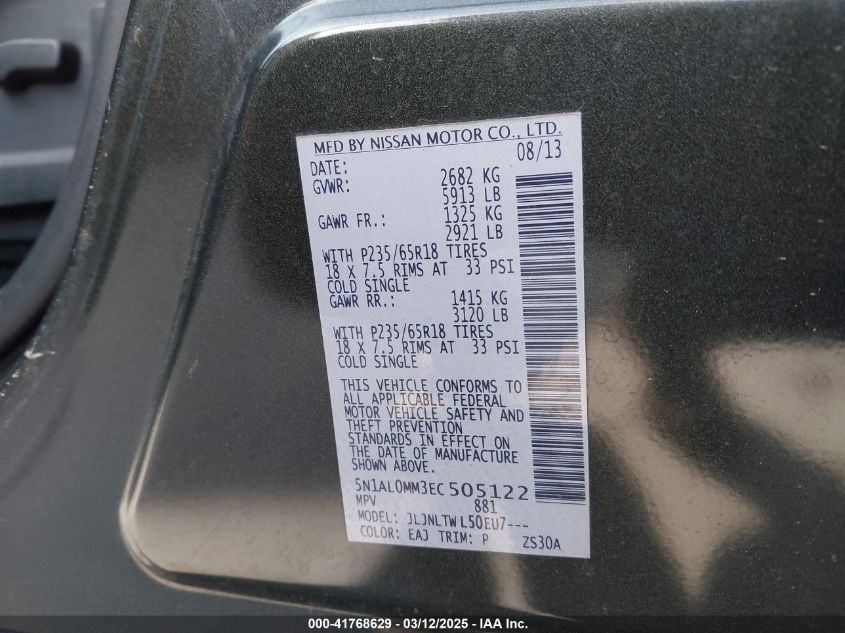 MFD BY NISSAN MOTOR CO., LTD.
DATE: 08/13
GVWR: 2682 KG
5913 LB
GAWR FR.: 1325 KG
2921 LB
WITH P235/65R18 TIRES
18 X 7.5 RIMS AT 33 PSI
COLD SINGLE
GAWR RR.: 1415 KG
3120 LB
WITH P235/65R18 TIRES
18 X 7.5 RIMS AT 33 PSI
COLD SINGLE
THIS VEHICLE CONFORMS TO
ALL APPLICABLE FEDERAL
MOTOR VEHICLE SAFETY AND
THEFT PREVENTION
STANDARDS IN EFFECT ON
THE DATE OF MANUFACTURE
SHOWN ABOVE.
5N1AL0MM3EC505122
MPV 881
MODEL: JLJNLTWL50EU7---
COLOR: EAJ TRIM: P ZS30A
000-41768629 - 03/12/2025 - IAA Inc.